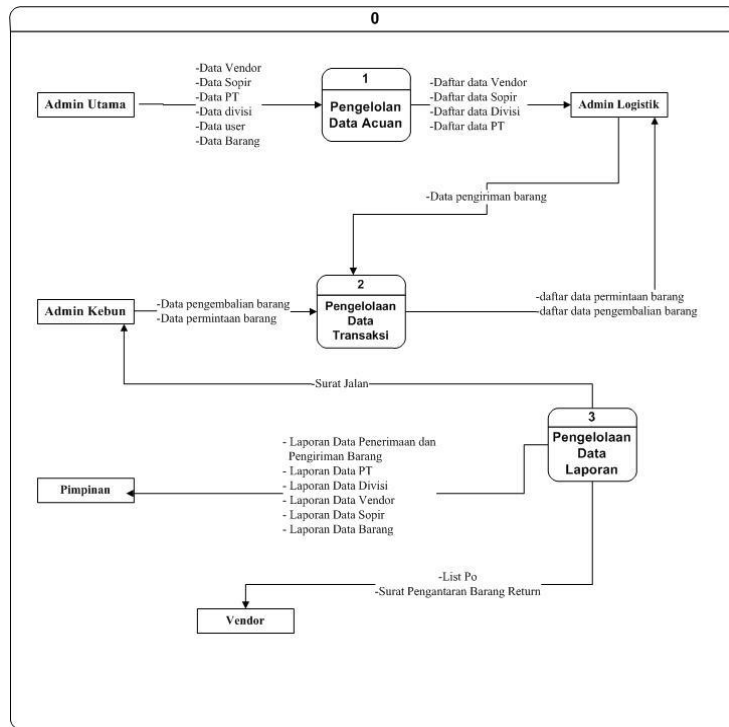 0
-Data Vendor
-Data Sopir
-Data PT
-Data divisi
-Data user
-Data Barang
Admin Utama
1
Pengelolan
Data Acuan
-Daftar data Vendor
-Daftar data Sopir
-Daftar data Divisi
-Daftar data PT
Admin Logistik
-Data pengiriman barang
Admin Kebun
-Data pengembalian barang
-Data permintaan barang
2
Pengelolaan
Data
Transaksi
-daftar data permintaan barang
-daftar data pengembalian barang
-Surat Jalan
3
Pengelolaan
Data
Laporan
- Laporan Data Penerimaan dan
Pengiriman Barang
- Laporan Data PT
- Laporan Data Divisi
- Laporan Data Vendor
- Laporan Data Sopir
- Laporan Data Barang
Pimpinan
-List Po
-Surat Pengantaran Barang Return
Vendor